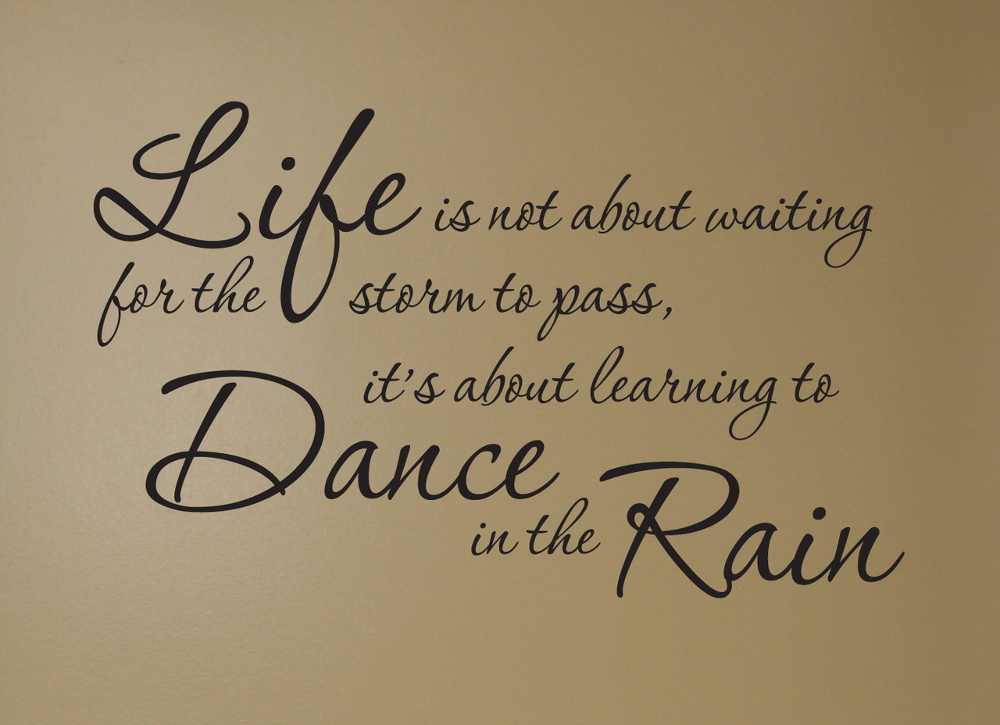 Life is not about waiting
for the storm to pass,
it's about learning to
Dance
in the Rain